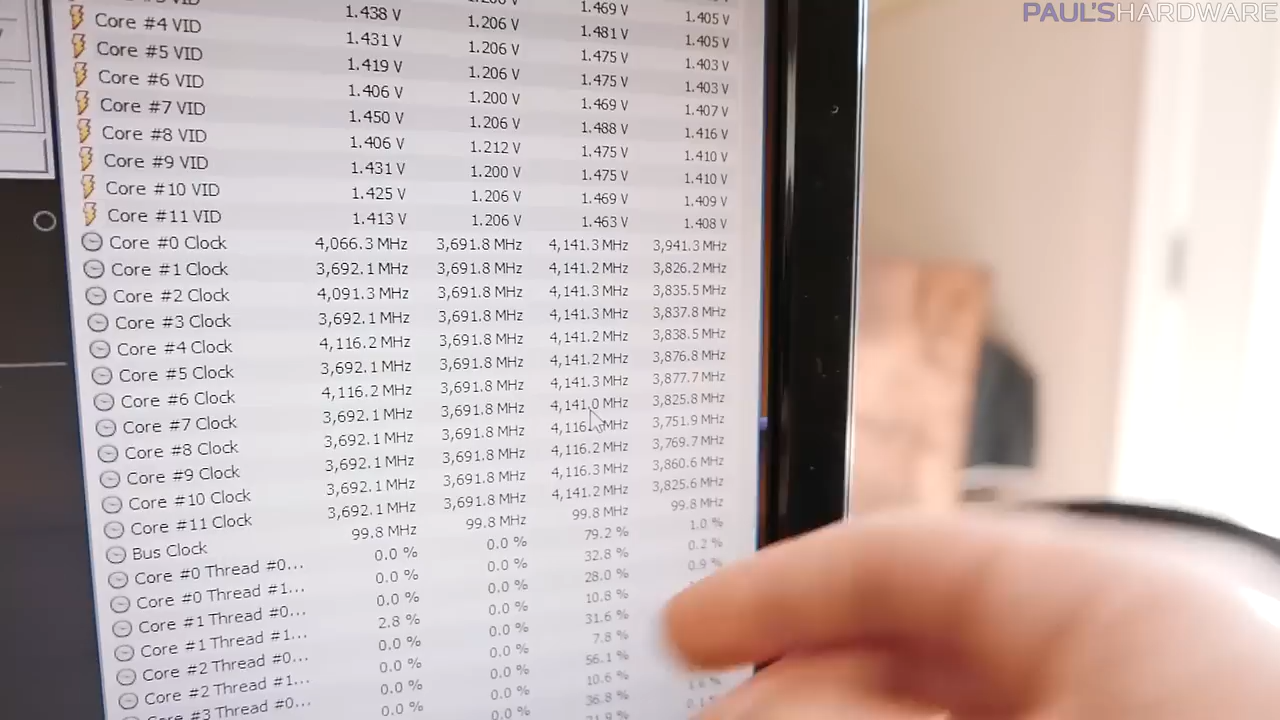 PAUL'SHARDWARE
1.438 V 1.206 V 1.481 V 1.405 V
Core #4 VID 1.431 V 1.206 V 1.475 V 1.403 V
Core #5 VID 1.419 V 1.206 V 1.475 V 1.403 V
Core #6 VID 1.406 V 1.200 V 1.469 V 1.407 V
Core #7 VID 1.450 V 1.206 V 1.488 V 1.416 V
Core #8 VID 1.406 V 1.212 V 1.475 V 1.410 V
Core #9 VID 1.431 V 1.200 V 1.475 V 1.410 V
Core #10 VID 1.425 V 1.206 V 1.469 V 1.409 V
Core #11 VID 1.413 V 1.206 V 1.463 V 1.408 V
Core #0 Clock 4,066.3 MHz 3,691.8 MHz 4,141.3 MHz 3,941.3 MHz
Core #1 Clock 3,692.1 MHz 3,691.8 MHz 4,141.2 MHz 3,826.2 MHz
Core #2 Clock 4,091.3 MHz 3,691.8 MHz 4,141.3 MHz 3,835.5 MHz
Core #3 Clock 3,692.1 MHz 3,691.8 MHz 4,141.3 MHz 3,837.8 MHz
Core #4 Clock 4,116.2 MHz 3,691.8 MHz 4,141.2 MHz 3,838.5 MHz
Core #5 Clock 3,692.1 MHz 3,691.8 MHz 4,141.2 MHz 3,876.8 MHz
Core #6 Clock 4,116.2 MHz 3,691.8 MHz 4,141.3 MHz 3,877.7 MHz
Core #7 Clock 3,692.1 MHz 3,691.8 MHz 4,141.0 MHz 3,825.8 MHz
Core #8 Clock 3,692.1 MHz 3,691.8 MHz MHz 3,751.9 MHz
Core #9 Clock 3,692.1 MHz 3,691.8 MHz 4,116.2 MHz 3,769.7 MHz
Core #10 Clock 3,692.1 MHz 3,691.8 MHz 4,116.3 MHz 3,860.6 MHz
Core #11 Clock 3,692.1 MHz 3,691.8 MHz 4,141.2 MHz 3,825.6 MHz
Bus Clock 99.8 MHz 99.8 MHz 99.8 MHz 99.8 MHz
Core #0 Thread #0... 0.0 % 0.0 % 79.2 % 1.0 %
Core #0 Thread #1... 0.0 % 0.0 % 32.8 % 0.2 %
Core #1 Thread #0... 0.0 % 0.0 % 28.0 % 0.9 %
Core #1 Thread #1... 2.8 % 0.0 % 10.8 %
Core #2 Thread #0... 0.0 % 0.0 % 31.6 %
Core #2 Thread #1... 0.0 % 0.0 % 7.8 %
Core #3 Thread #0... 0.0 % 0.0 % 56.1 %
0.0 % 0.0 % 10.6 %
36.8 %